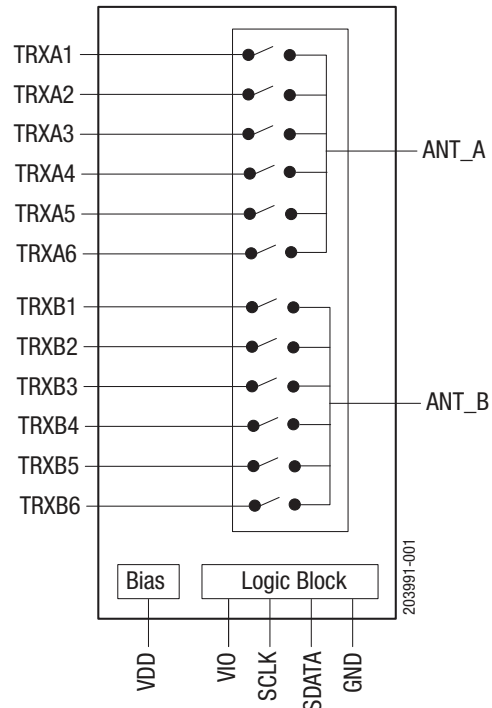 TRXA1
TRXA2
TRXA3
TRXA4
TRXA5
TRXA6
ANT_A
TRXB1
TRXB2
TRXB3
TRXB4
TRXB5
TRXB6
ANT_B
Bias
Logic Block
203991-001
VDD
VIO
SCLK
SDATA
GND